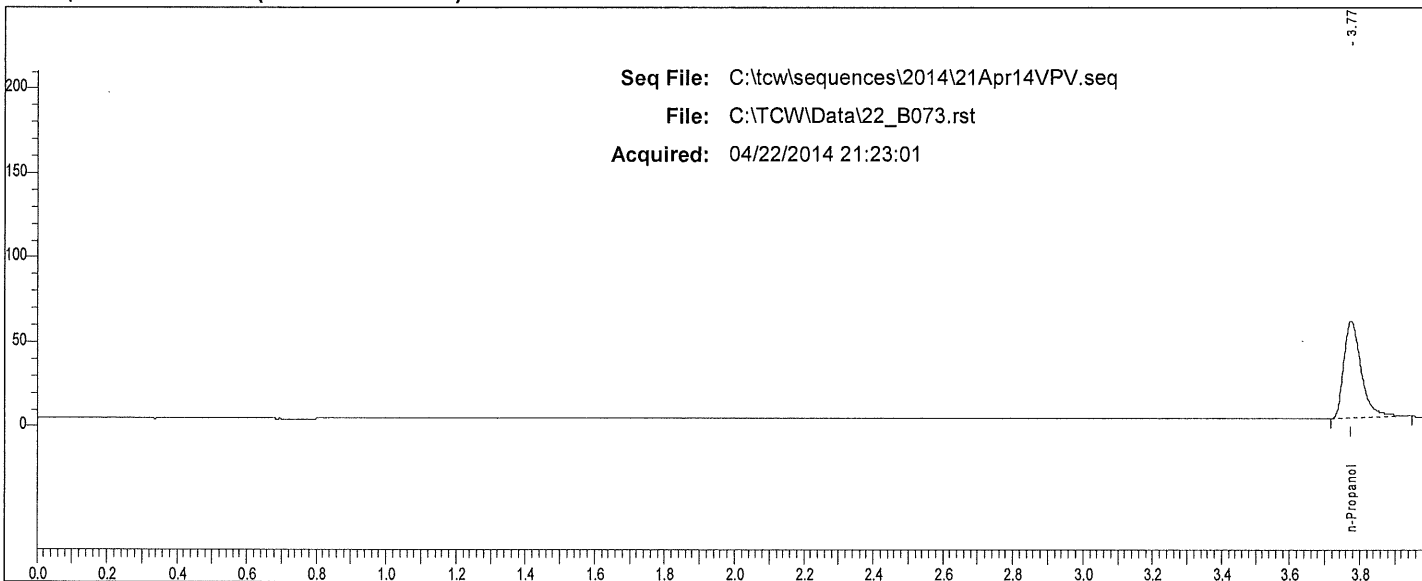 - 3.77
Seq File: C:\tcw\sequences\2014\21Apr14VPV.seq
File: C:\TCW\Data\22_B073.rst
Acquired: 04/22/2014 21:23:01
200
150
100
50
0
n-Propanol
0.0 0.2 0.4 0.6 0.8 1.0 1.2 1.4 1.6 1.8 2.0 2.2 2.4 2.6 2.8 3.0 3.2 3.4 3.6 3.8